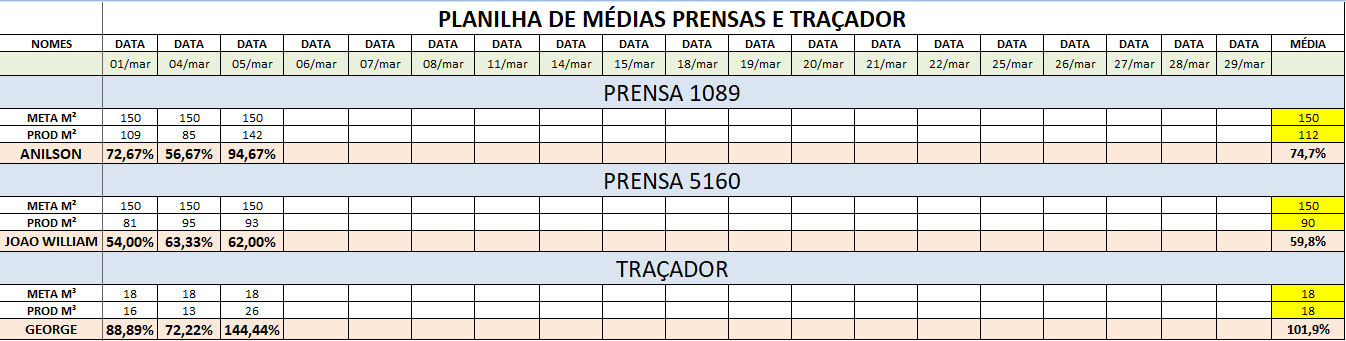 PLANILHA DE MÉDIAS PRENSAS E TRAÇADOR
NOMES DATA DATA DATA DATA DATA DATA DATA DATA DATA DATA DATA DATA DATA DATA DATA DATA DATA DATA DATA MÉDIA
01/mar 04/mar 05/mar 06/mar 07/mar 08/mar 11/mar 14/mar 15/mar 18/mar 19/mar 20/mar 21/mar 22/mar 25/mar 26/mar 27/mar 28/mar 29/mar
PRENSA 1089
META M² 150 150 150 150
PROD M² 109 85 142 112
ANILSON 72,67% 56,67% 94,67% 74,7%
PRENSA 5160
META M² 150 150 150 150
PROD M² 81 95 93 90
JOAO WILLIAM 54,00% 63,33% 62,00% 59,8%
TRAÇADOR
META M³ 18 18 18 18
PROD M³ 16 13 26 18
GEORGE 88,89% 72,22% 144,44% 101,9%